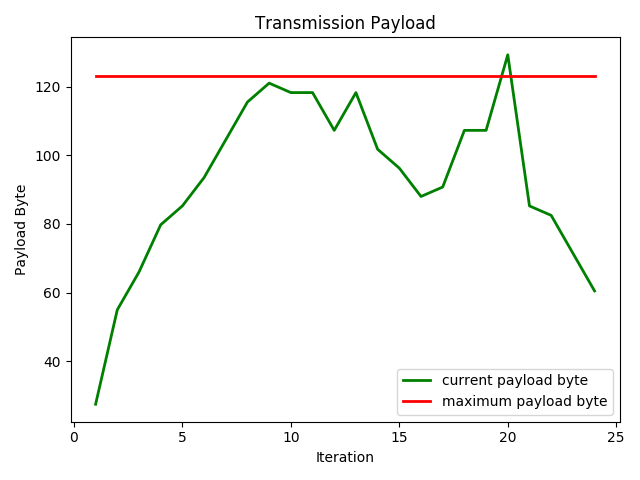 Transmission Payload
120
100
80
60
40
Payload Byte
0
5
10
15
20
25
Iteration
current payload byte
maximum payload byte